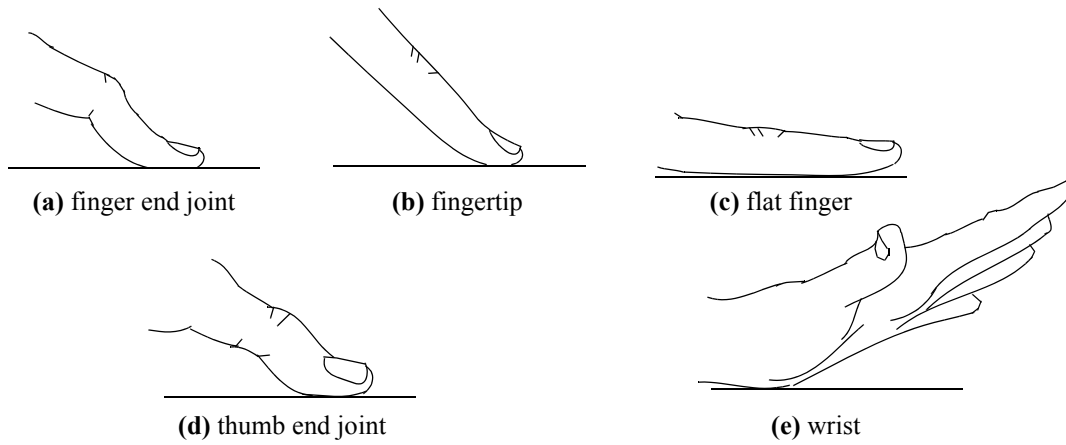 (a) finger end joint
(b) fingertip
(c) flat finger
(d) thumb end joint
(e) wrist